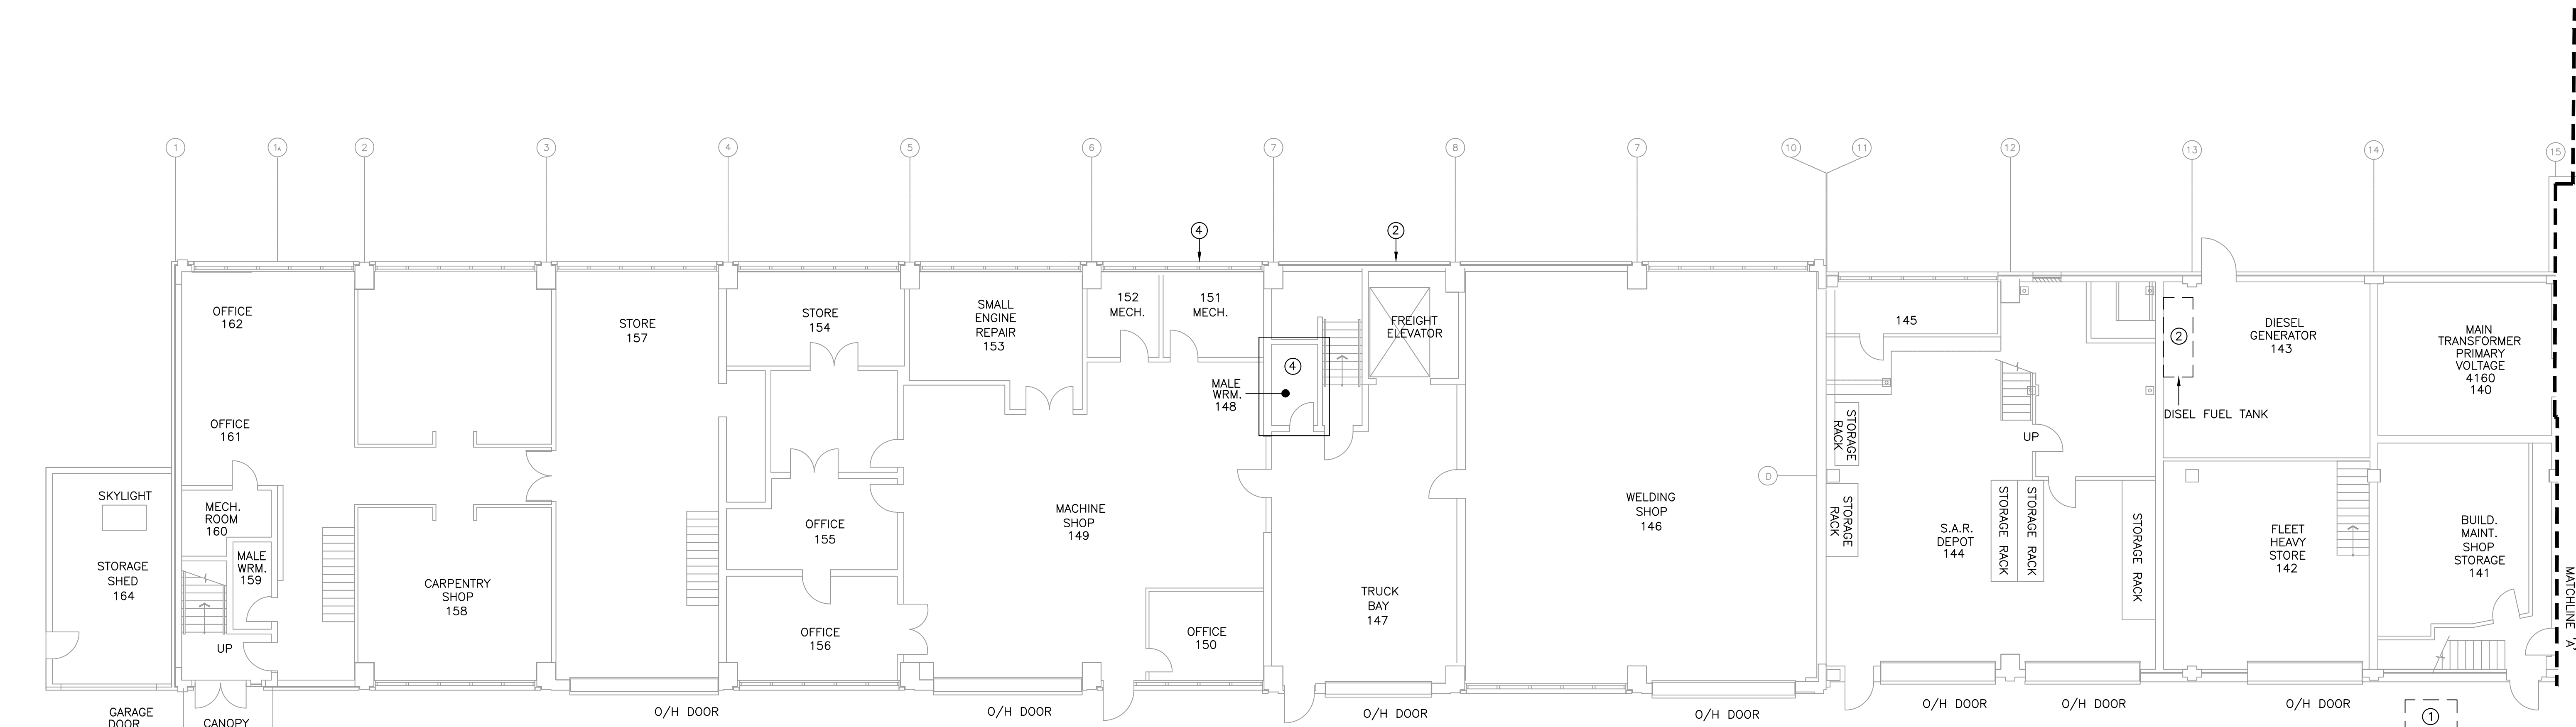 1
1A
2
3
4
5
6
7
8
7
10
11
12
13
14
15
4
2
OFFICE
162
STORE
157
STORE
154
SMALL
ENGINE
REPAIR
153
152
MECH.
151
MECH.
FREIGHT
ELEVATOR
145
2
DIESEL
GENERATOR
143
MAIN
TRANSFORMER
PRIMARY
VOLTAGE
4160
140
4
MALE
WRM.
148
DISEL FUEL TANK
OFFICE
161
STORAGE
RACK
UP
SKYLIGHT
MECH.
ROOM
160
D
MACHINE
SHOP
149
WELDING
SHOP
146
STORAGE
RACK
S.A.R.
DEPOT
144
STORAGE RACK
STORAGE RACK
STORAGE RACK
FLEET
HEAVY
STORE
142
BUILD.
MAINT.
SHOP
STORAGE
141
OFFICE
155
STORAGE
SHED
164
MALE
WRM.
159
CARPENTRY
SHOP
158
TRUCK
BAY
147
OFFICE
156
OFFICE
150
UP
MATCHLINE 'A'
GARAGE
DOOR
CANOPY
O/H DOOR
O/H DOOR
O/H DOOR
O/H DOOR
O/H DOOR
O/H DOOR
O/H DOOR
1